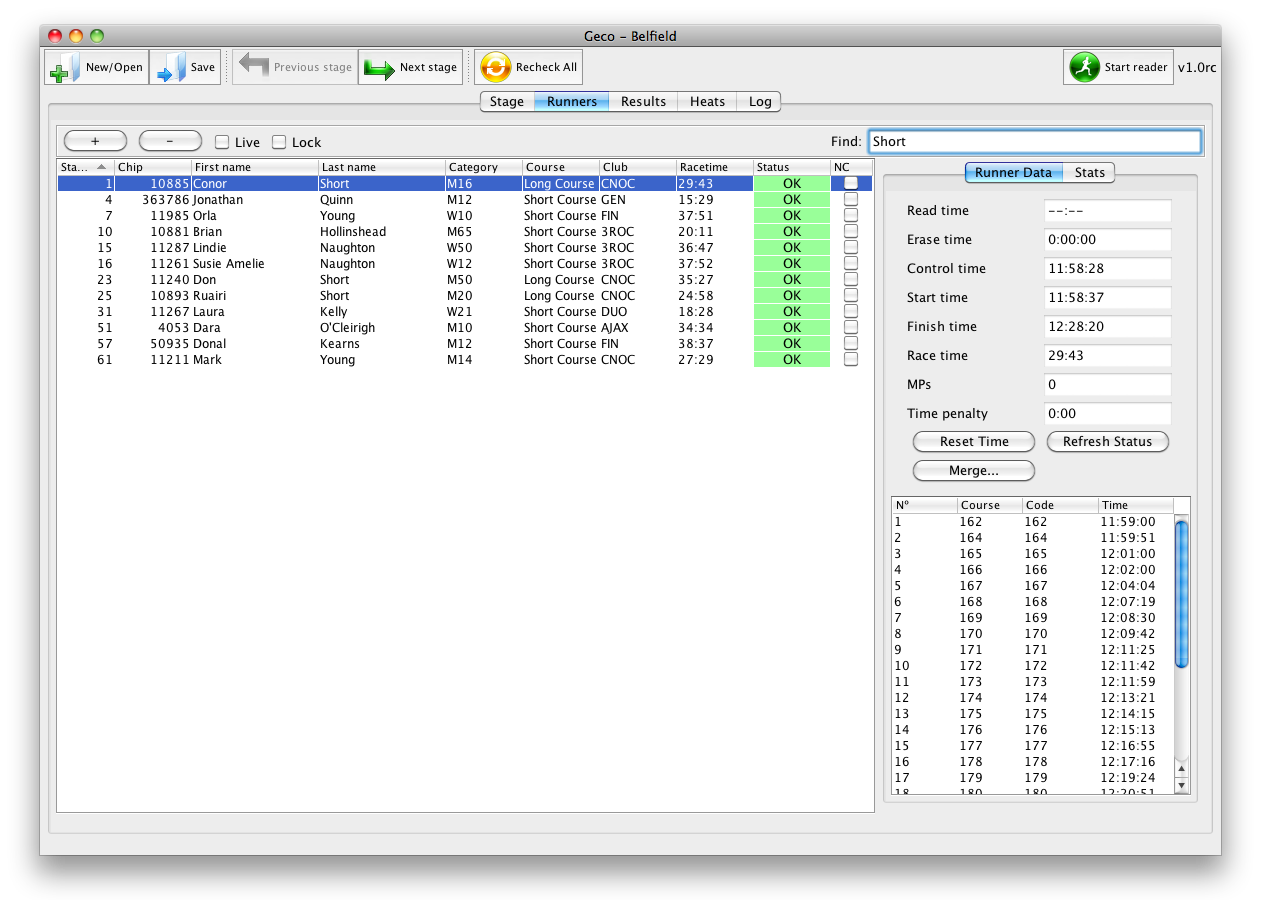 Geco – Belfield
New/Open Save Previous stage Next stage Recheck All Start reader v1.0rc
Stage Runners Results Heats Log
+ – Live Lock Find: Short
Sta... Chip First name Last name Category Course Club Racetime Status NC
1 10885 Conor Short M16 Long Course CNOC 29:43 OK
4 363786 Jonathan Quinn M12 Short Course GEN 15:29 OK
7 11985 Orla Young W10 Short Course FIN 37:51 OK
10 10881 Brian Hollinshead M65 Short Course 3ROC 20:11 OK
15 11287 Lindie Naughton W50 Short Course 3ROC 36:47 OK
16 11261 Susie Amelie Naughton W12 Short Course 3ROC 37:52 OK
23 11240 Don Short M50 Long Course CNOC 35:27 OK
25 10893 Ruairi Short M20 Long Course CNOC 24:58 OK
31 11267 Laura Kelly W21 Short Course DUO 18:28 OK
51 4053 Dara O'Cleirigh M10 Short Course AJAX 34:34 OK
57 50935 Donal Kearns M12 Short Course FIN 38:37 OK
61 11211 Mark Young M14 Short Course CNOC 27:29 OK
Runner Data Stats
Read time --:--
Erase time 0:00:00
Control time 11:58:28
Start time 11:58:37
Finish time 12:28:20
Race time 29:43
MPs 0
Time penalty 0:00
Reset Time Refresh Status
Merge...
N° Course Code Time
1 162 162 11:59:00
2 164 164 11:59:51
3 165 165 12:01:00
4 166 166 12:02:00
5 167 167 12:04:04
6 168 168 12:07:19
7 169 169 12:08:30
8 170 170 12:09:42
9 171 171 12:11:25
10 172 172 12:11:42
11 173 173 12:11:59
12 174 174 12:13:21
13 175 175 12:14:15
14 176 176 12:15:13
15 177 177 12:16:55
16 178 178 12:17:16
17 179 179 12:19:24
18 180 180 12:20:51